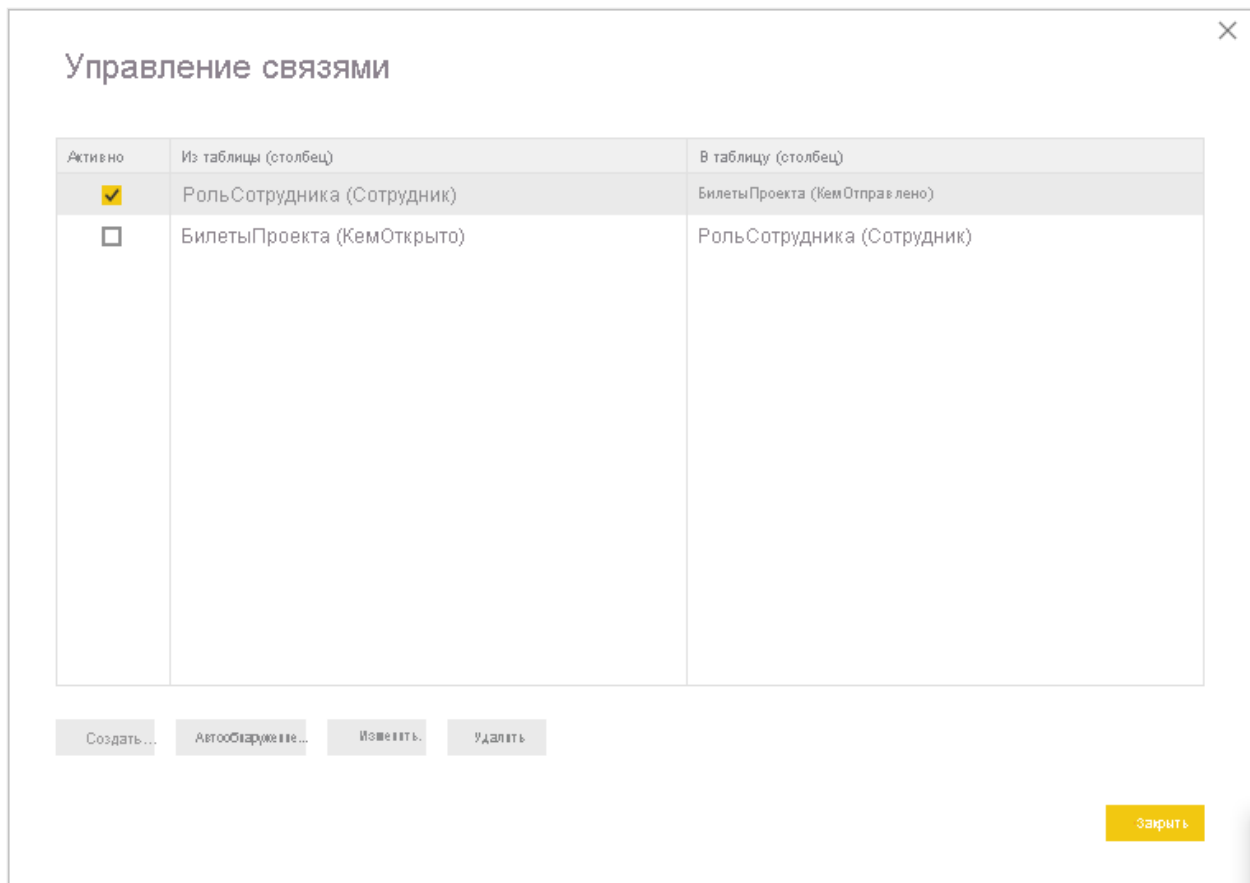 Управление связями
Активно Из таблицы (столбец) В таблицу (столбец)
РольСотрудника (Сотрудник) БилетыПроекта (КемОтправлено)
БилетыПроекта (КемОткрыто) РольСотрудника (Сотрудник)
Создать... Автообнаружение... Изменить. Удалить
Закрыть